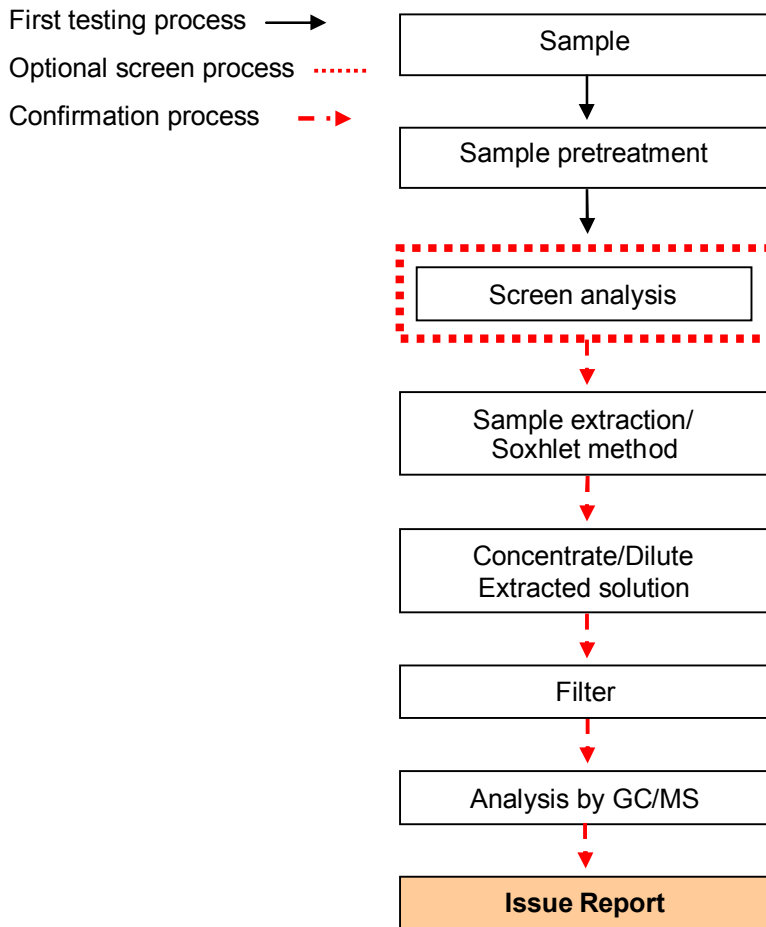 First testing process
Optional screen process
Confirmation process
Sample
Sample pretreatment
Screen analysis
Sample extraction/
Soxhlet method
Concentrate/Dilute
Extracted solution
Filter
Analysis by GC/MS
Issue Report